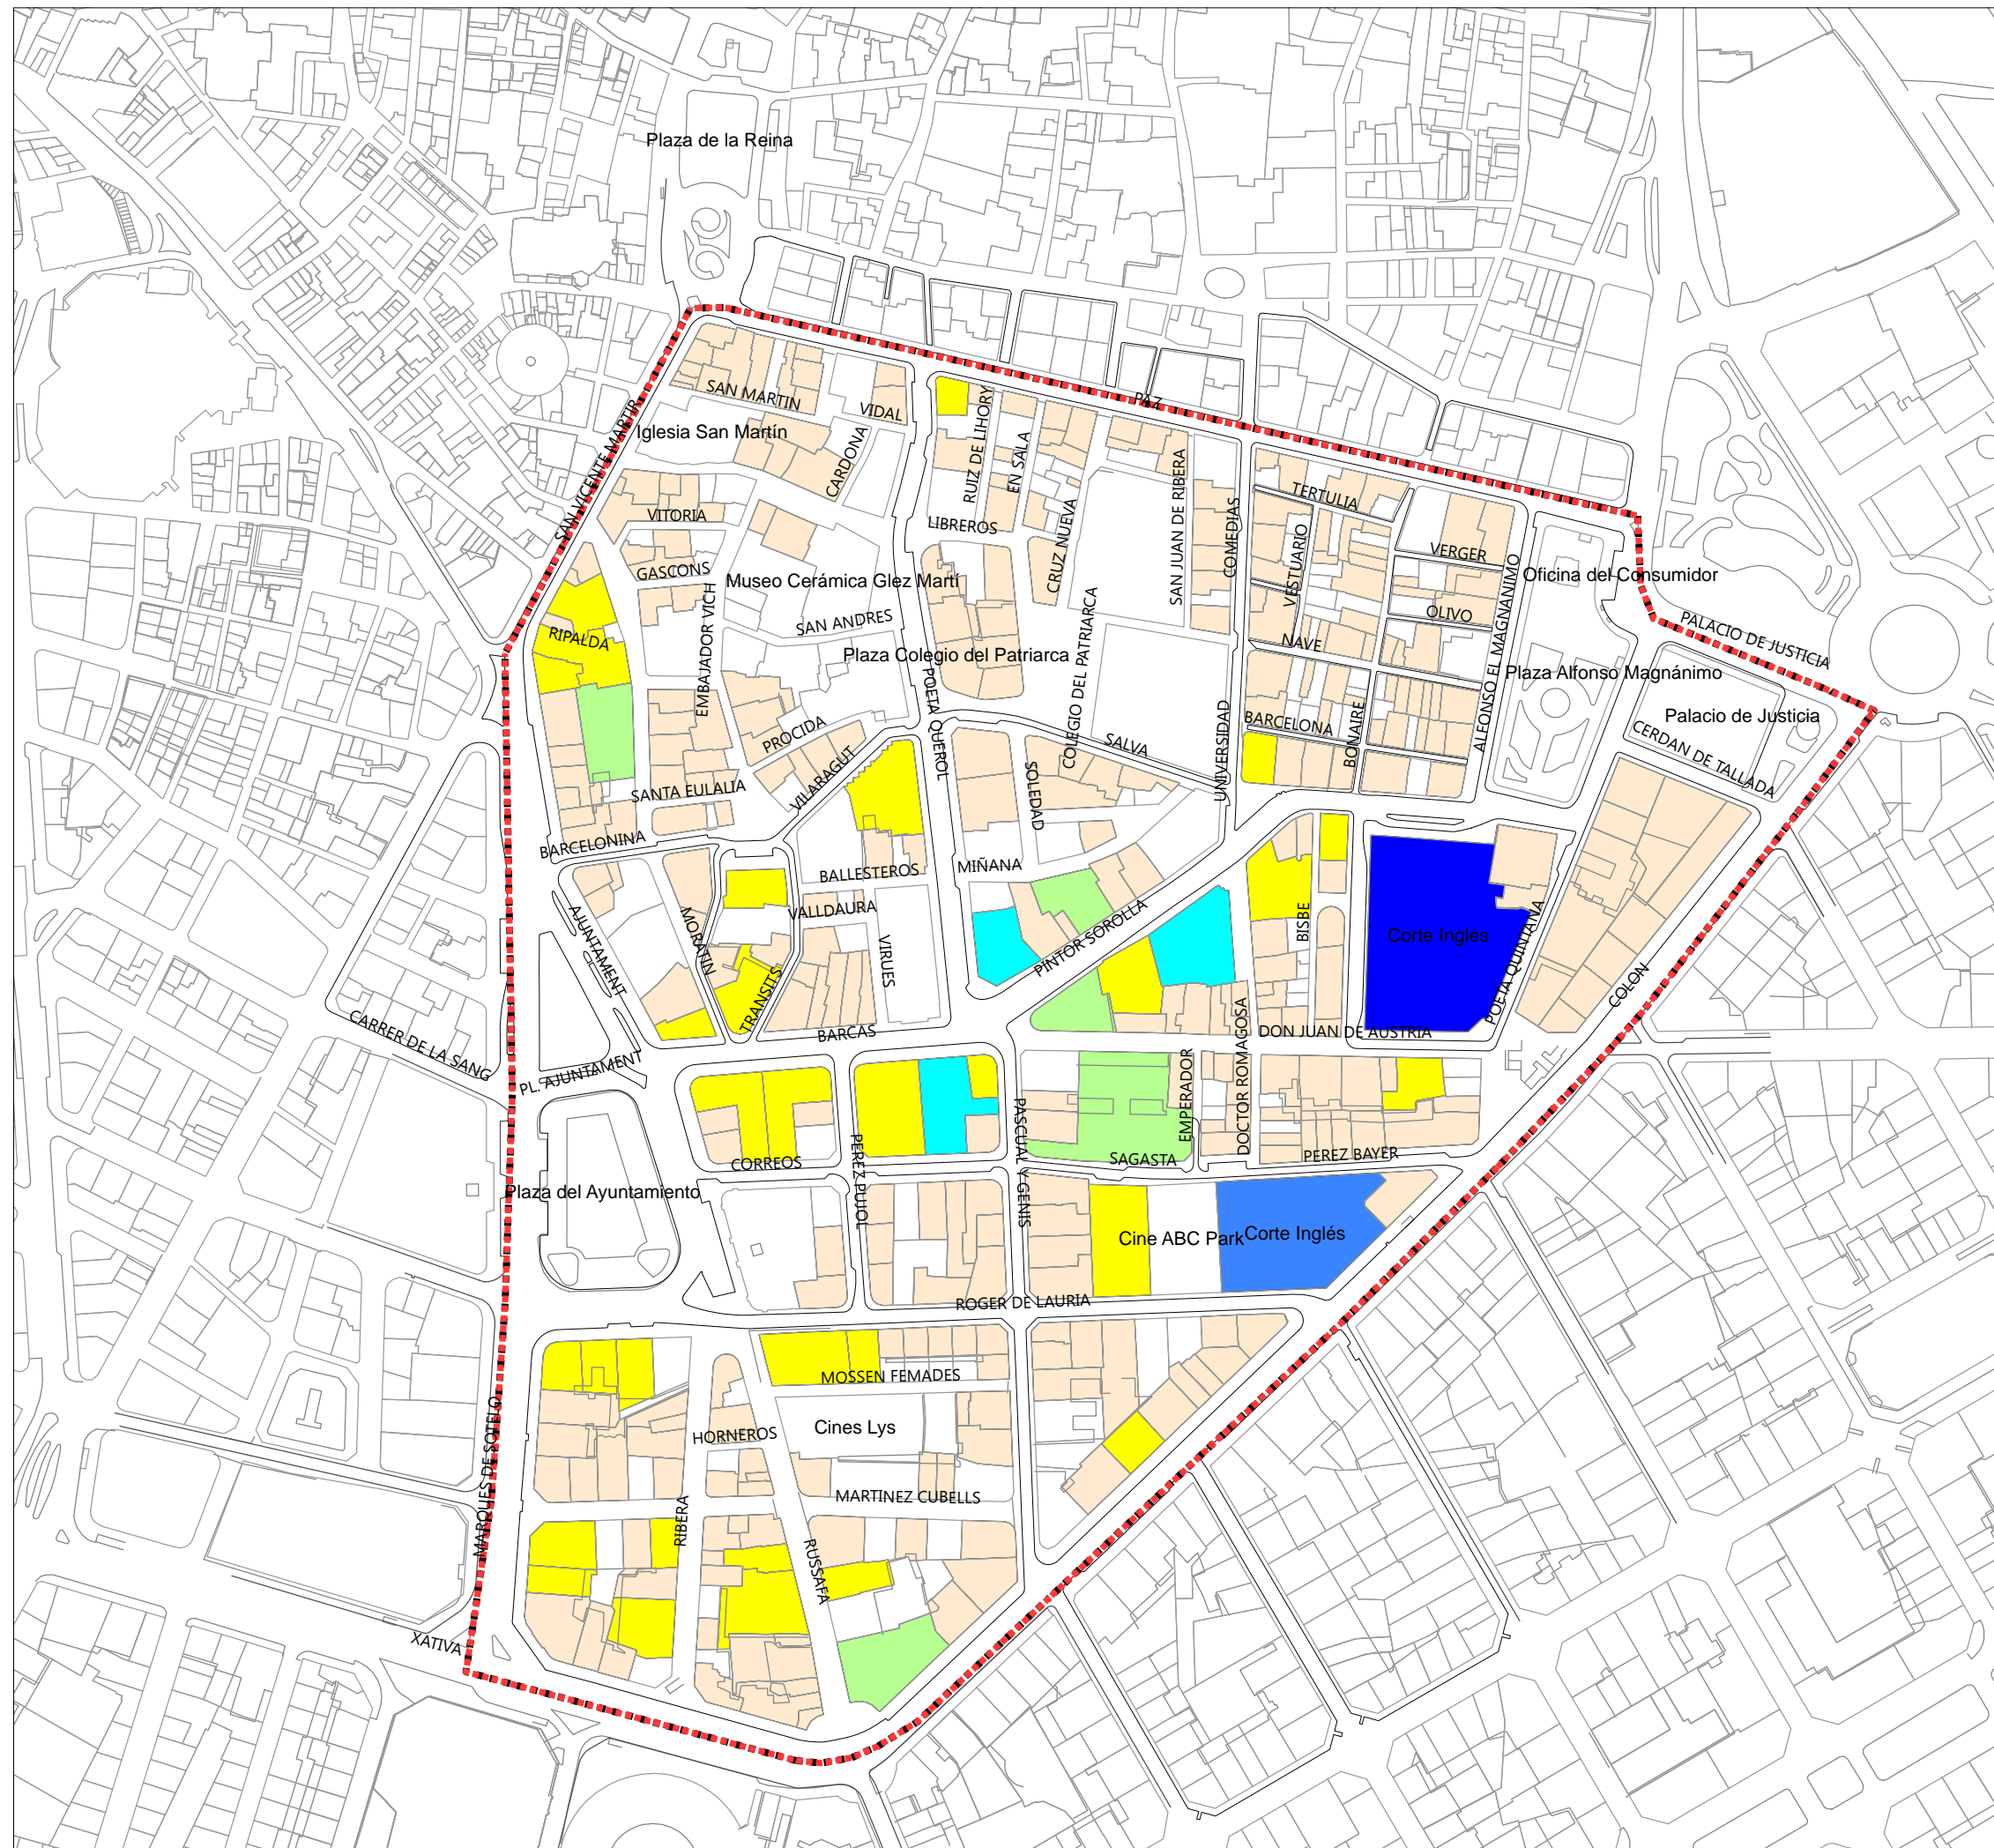 Plaza de la Reina
SAN MARTIN
VIDAL
PAZ
Iglesia San Martín
CARDONA
RUIZ DE LIHORY
EN SALA
SAN VICENTE MARTIR
VITORIA
LIBREROS
CRUZ NUEVA
SAN JUAN DE RIBERA
COMEDIAS
TERTULIA
VESTUARIO
VERGER
GASCONS
Museo Cerámica Glez Martí
Oficina del Consumidor
EMBAJADOR VICH
SAN ANDRES
OLIVO
ALFONSO EL MAGNANIMO
PALACIO DE JUSTICIA
RIPALDA
NAVE
Plaza Colegio del Patriarca
COLEGIO DEL PATRIARCA
Plaza Alfonso Magnánimo
POETA QUEROL
BARCELONA
BONAIRE
Palacio de Justicia
PROCIDA
SALVA
UNIVERSIDAD
CERDAN DE TALLADA
VILARAGUT
SOLEDAD
SANTA EULALIA
BARCELONINA
BALLESTEROS
MIÑANA
VALLDAURA
AJUNTAMENT
MORATIN
VIRUES
PINTOR SOROLLA
BISBE
Corte Inglés
POETA QUINTANA
COLON
TRANSITS
BARCAS
DON JUAN DE AUSTRIA
CARRER DE LA SANG
PL. AJUNTAMENT
EMPERADOR
DOCTOR ROMAGOSA
PASCUAL Y GENIS
CORREOS
PEREZ PUJOL
SAGASTA
PEREZ BAYER
Plaza del Ayuntamiento
Cine ABC Park
Corte Inglés
ROGER DE LAURIA
MOSSEN FEMADES
HORNEROS
Cines Lys
MARQUES DE SOTELO
MARTINEZ CUBELLS
RIBERA
RUSSAFA
XATIVA